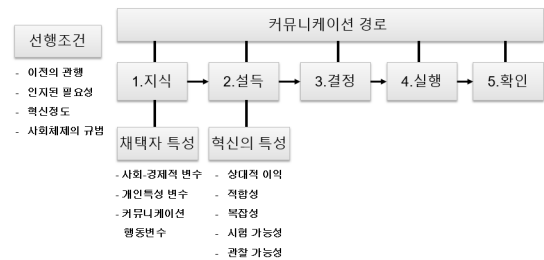 커뮤니케이션 경로
선행조건
- 이전의 관행
- 인지된 필요성
- 혁신정도
- 사회체제의 규범
1.지식
2.설득
3.결정
4.실행
5.확인
채택자 특성
- 사회-경제적 변수
- 개인특성 변수
- 커뮤니케이션
행동변수
혁신의 특성
- 상대적 이익
- 적합성
- 복잡성
- 시험 가능성
- 관찰 가능성